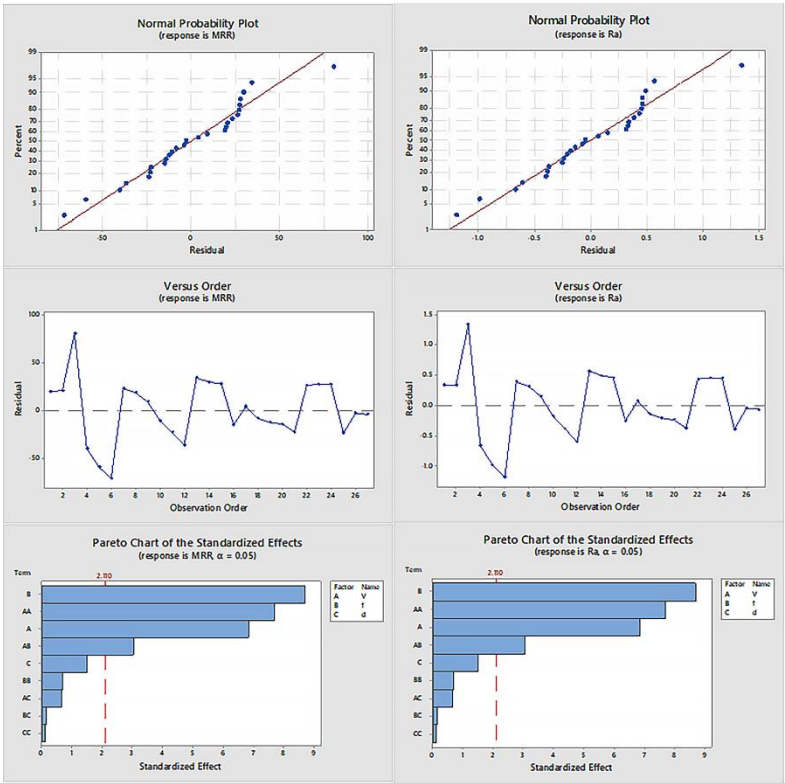 Normal Probability Plot
(response is MRR)
99
95
90
80
70
60
50
40
30
20
10
5
1
Percent
-50
0
50
100
Residual
Normal Probability Plot
(response is Ra)
99
95
90
80
70
60
50
40
30
20
10
5
1
Percent
-1.0
-0.5
0.0
0.5
1.0
1.5
Residual
Versus Order
(response is MRR)
100
50
0
-50
Residual
2
4
6
8
10
12
14
16
18
20
22
24
26
Observation Order
Versus Order
(response is Ra)
1.5
1.0
0.5
0.0
-0.5
-1.0
Residual
2
4
6
8
10
12
14
16
18
20
22
24
26
Observation Order
Pareto Chart of the Standardized Effects
(response is MRR, α = 0.05)
Term
2.110
B
AA
A
AB
C
BB
AC
BC
CC
0
1
2
3
4
5
6
7
8
9
Standardized Effect
Factor Name
A V
B f
C d
Pareto Chart of the Standardized Effects
(response is Ra, α = 0.05)
Term
2.110
B
AA
A
AB
C
BB
AC
BC
CC
0
1
2
3
4
5
6
7
8
9
Standardized Effect
Factor Name
A V
B f
C d